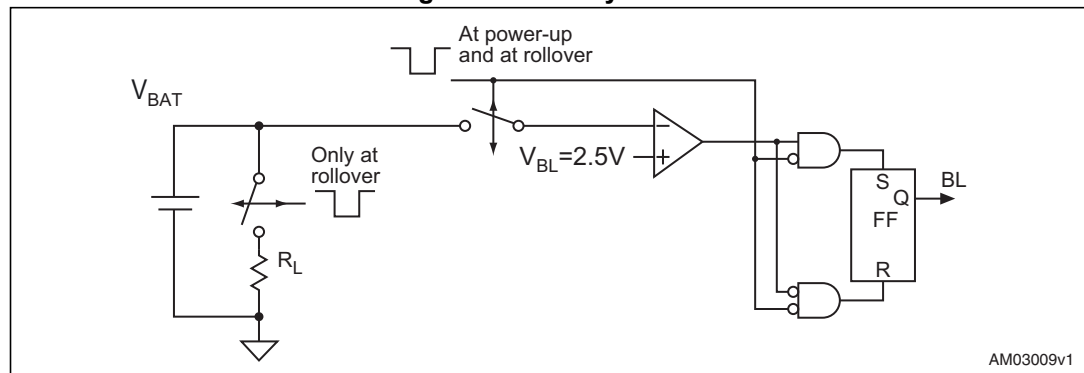 At power-up
and at rollover
V_BAT
Only at
rollover
V_BL=2.5V
−
+
R_L
S
Q
BL
FF
R
AM03009v1